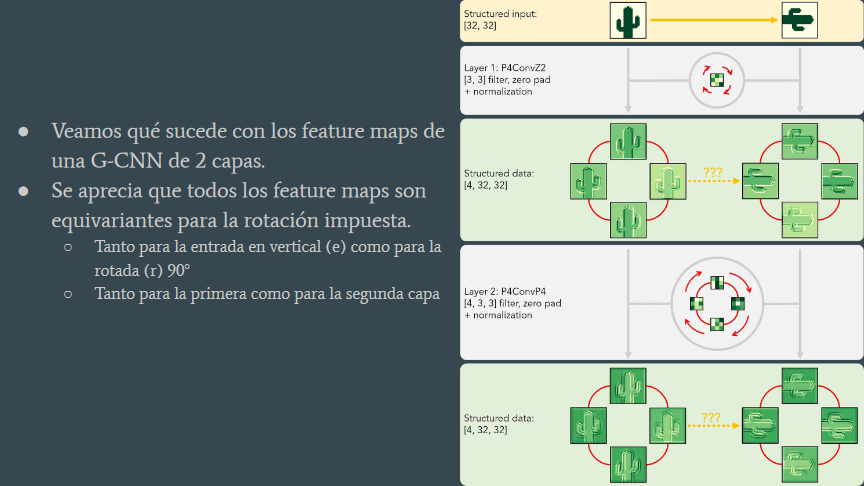 ● Veamos qué sucede con los feature maps de
una G-CNN de 2 capas.
● Se aprecia que todos los feature maps son
equivariantes para la rotación impuesta.
○ Tanto para la entrada en vertical (e) como para la
rotada (r) 90°
○ Tanto para la primera como para la segunda capa
Structured input:
[32, 32]
Layer 1: P4ConvZ2
[3, 3] filter, zero pad
+ normalization
Structured data:
[4, 32, 32]
???
Layer 2: P4ConvP4
[4, 3, 3] filter, zero pad
+ normalization
Structured data:
[4, 32, 32]
???